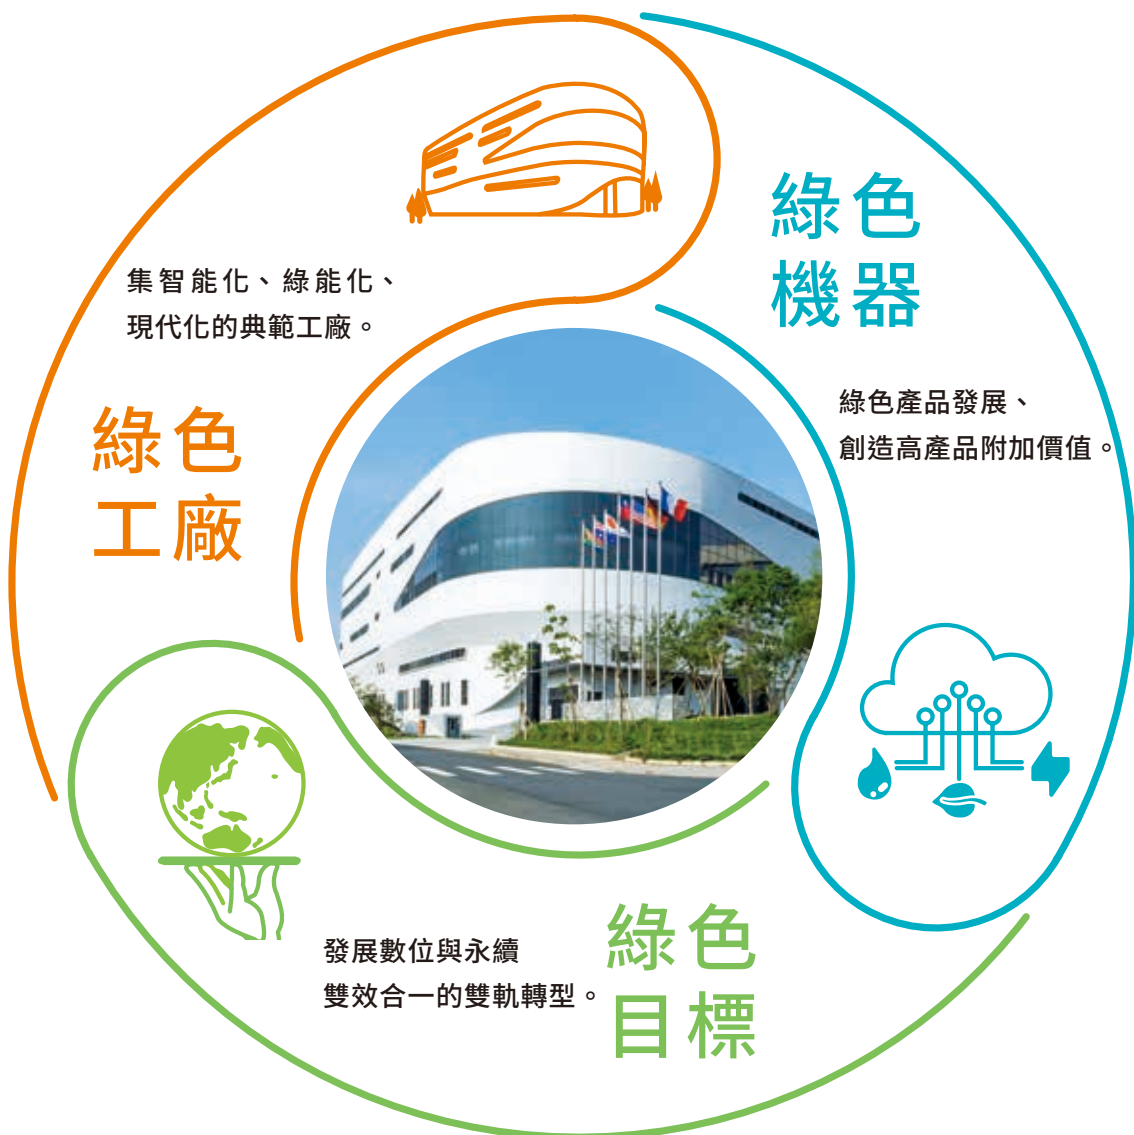 集智能化、綠能化、
現代化的典範工廠。
綠色
工廠
綠色
機器
綠色產品發展、
創造高產品附加價值。
發展數位與永續
雙效合一的雙軌轉型。
綠色
目標